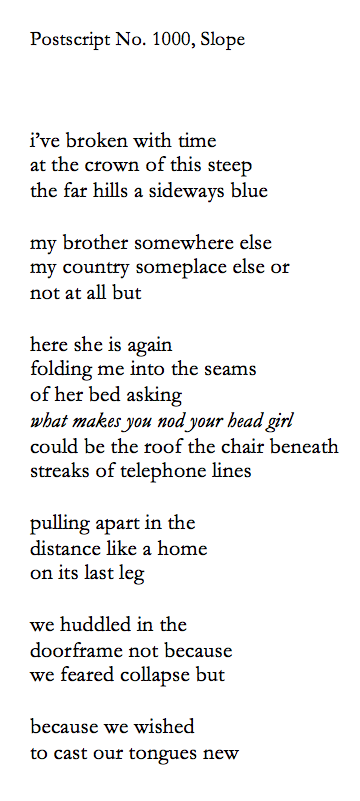 Postscript No. 1000, Slope
i’ve broken with time
at the crown of this steep
the far hills a sideways blue
my brother somewhere else
my country someplace else or
not at all but
here she is again
folding me into the seams
of her bed asking
what makes you nod your head girl
could be the roof the chair beneath
streaks of telephone lines
pulling apart in the
distance like a home
on its last leg
we huddled in the
doorframe not because
we feared collapse but
because we wished
to cast our tongues new